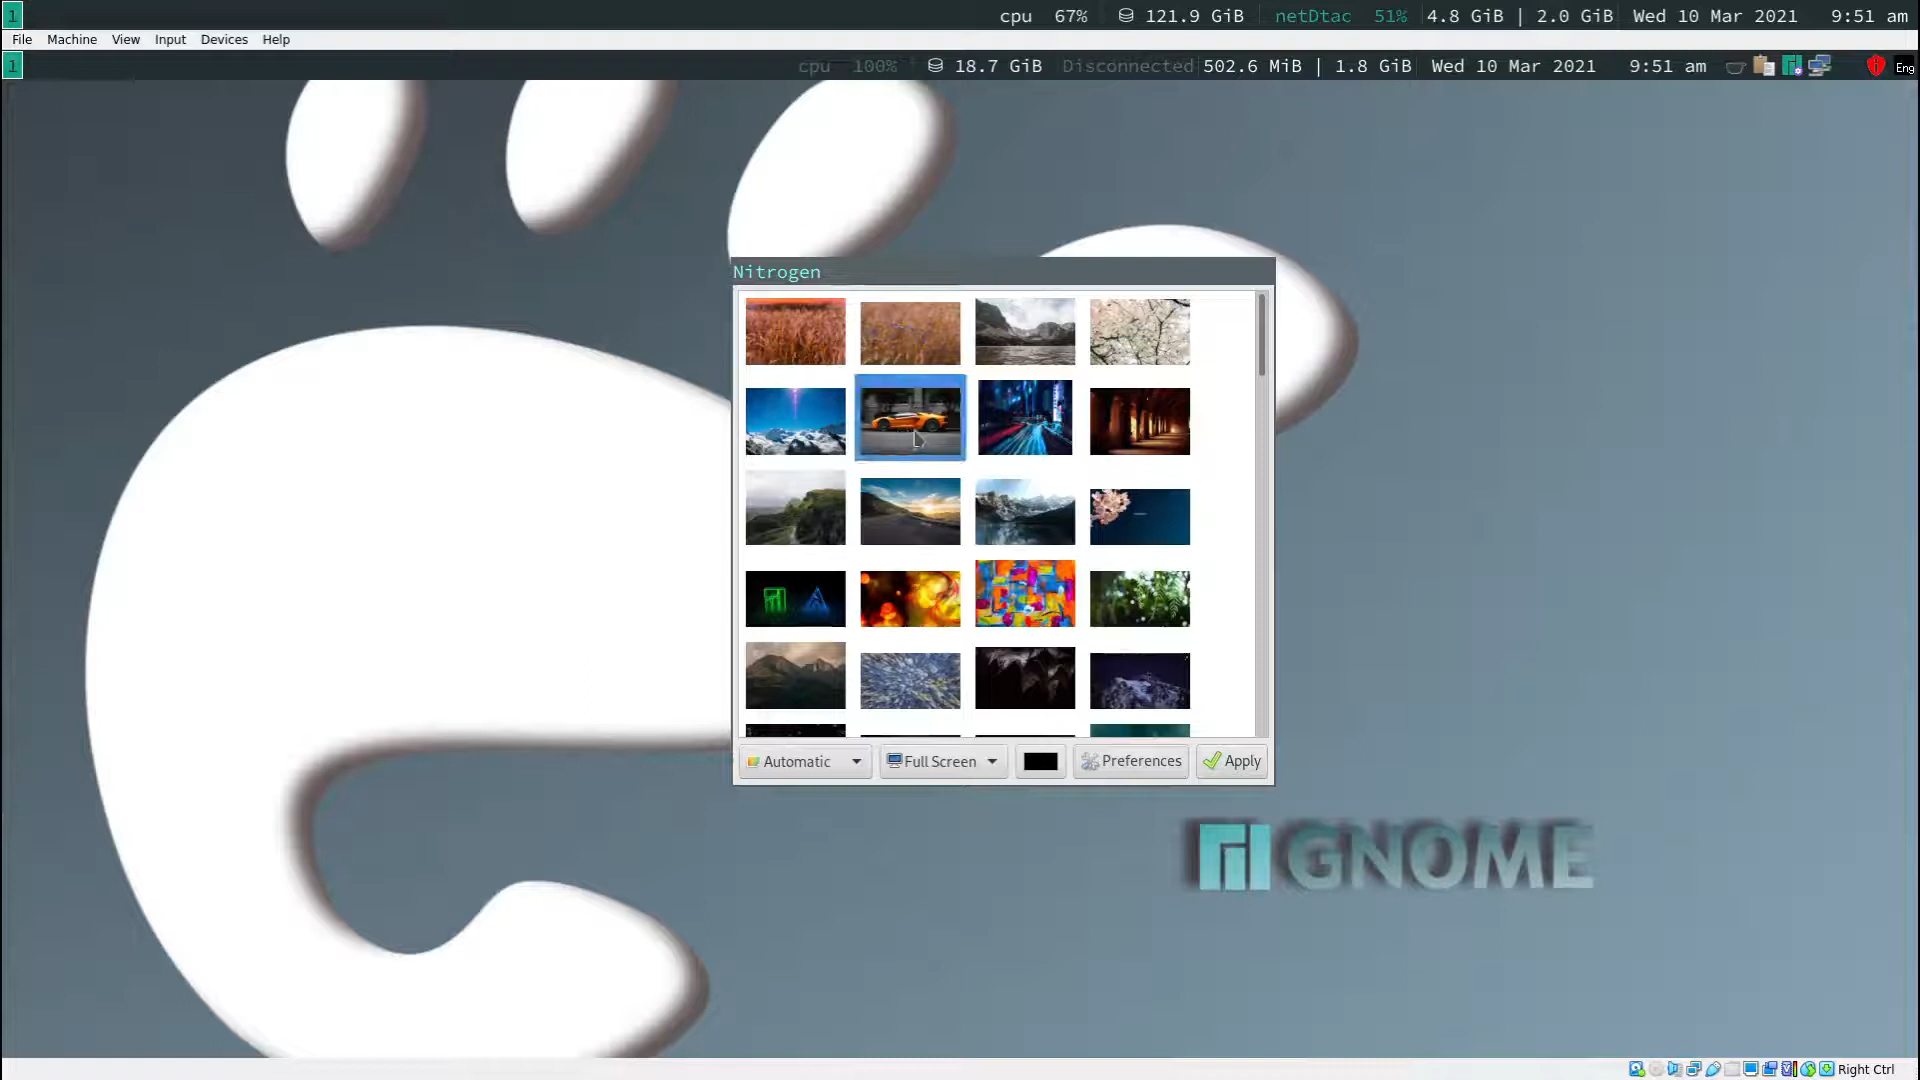 1 cpu 67% 121.9 GiB netDtac 51% 4.8 GiB | 2.0 GiB Wed 10 Mar 2021 9:51 am
File Machine View Input Devices Help
1 cpu 100% 18.7 GiB Disconnected 502.6 MiB | 1.8 GiB Wed 10 Mar 2021 9:51 am Eng
Nitrogen
Automatic Full Screen Preferences Apply
GNOME
Right Ctrl